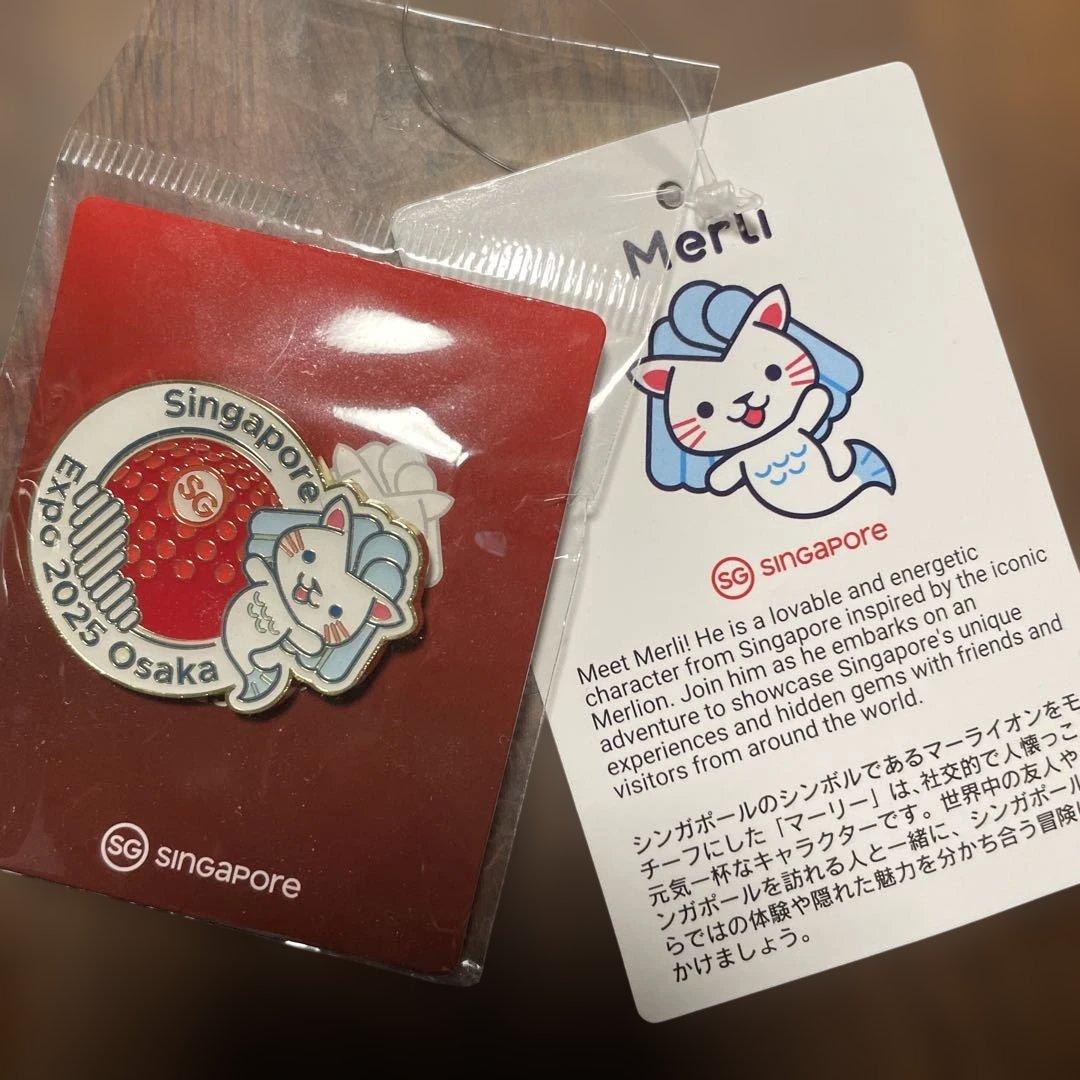 Singapore
SG
Expo 2025 Osaka
SG SINGAPORE
Merli
SG SINGAPORE
Meet Merli! He is a lovable and energetic
character from Singapore inspired by the iconic
Merlion. Join him as he embarks on an
adventure to showcase Singapore's unique
experiences and hidden gems with friends and
visitors from around the world.
シンガポールのシンボルであるマーライオンをモ
チーフにした「マーリー」は、社交的で人懐っこ
元気一杯なキャラクターです。世界中の友人や
ンガポールを訪れる人と一緒に、シンガポール
らではの体験や隠れた魅力を分かち合う冒険に
かけましょう。